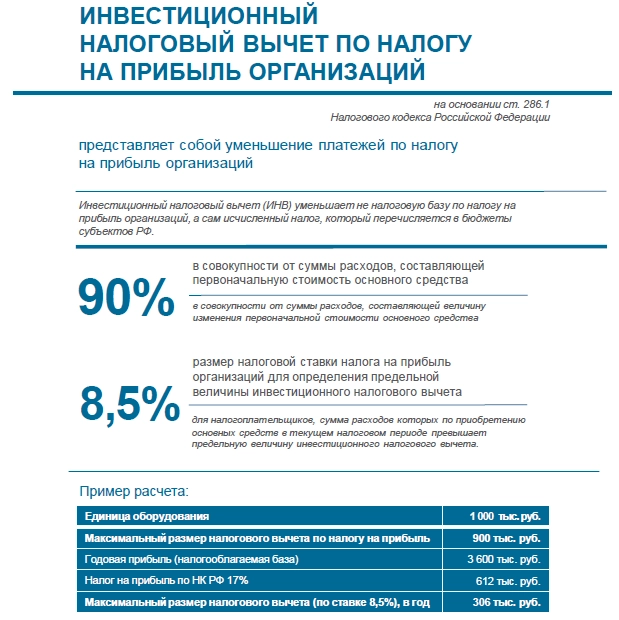 ИНВЕСТИЦИОННЫЙ
НАЛОГОВЫЙ ВЫЧЕТ ПО НАЛОГУ
НА ПРИБЫЛЬ ОРГАНИЗАЦИЙ
на основании ст. 286.1
Налогового кодекса Российской Федерации
представляет собой уменьшение платежей по налогу
на прибыль организаций
Инвестиционный налоговый вычет (ИНВ) уменьшает не налоговую базу по налогу на
прибыль организаций, а сам исчисленный налог, который перечисляется в бюджеты
субъектов РФ.
90%
в совокупности от суммы расходов, составляющей
первоначальную стоимость основного средства
в совокупности от суммы расходов, составляющей величину
изменения первоначальной стоимости основного средства
8,5%
размер налоговой ставки налога на прибыль
организаций для определения предельной
величины инвестиционного налогового вычета
для налогоплательщиков, сумма расходов которых по приобретению
основных средств в текущем налоговом периоде превышает
предельную величину инвестиционного налогового вычета.
Пример расчета:
Единица оборудования 1 000 тыс. руб.
Максимальный размер налогового вычета по налогу на прибыль 900 тыс. руб.
Годовая прибыль (налогооблагаемая база) 3 600 тыс. руб.
Налог на прибыль по НК РФ 17% 612 тыс. руб.
Максимальный размер налогового вычета (по ставке 8,5%), в год 306 тыс. руб.